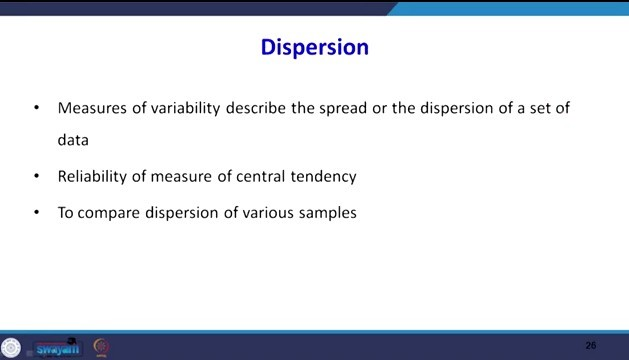 Dispersion
• Measures of variability describe the spread or the dispersion of a set of
data
• Reliability of measure of central tendency
• To compare dispersion of various samples
swayam
26